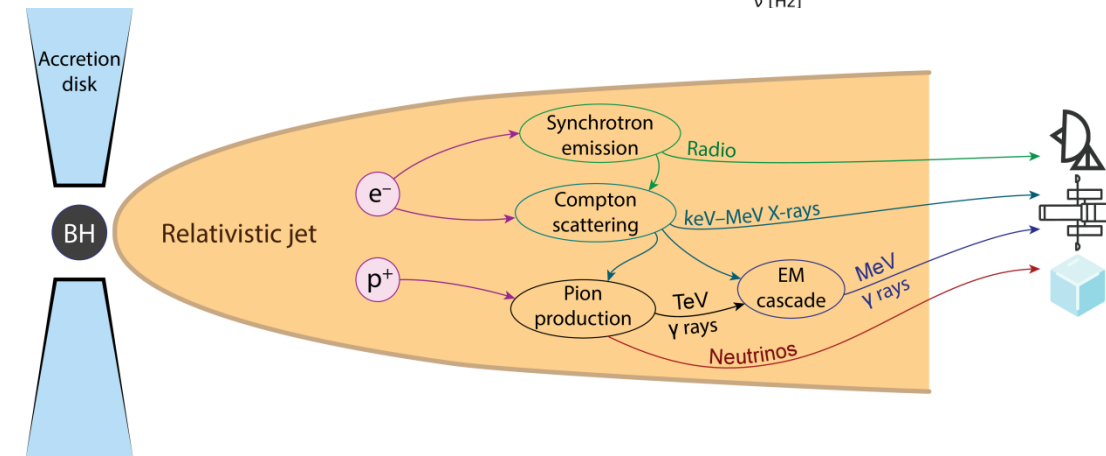 ν [Hz]
Accretion
disk
Synchrotron
emission
Radio
e⁻
Compton
scattering
keV–MeV X-rays
BH
Relativistic jet
p⁺
Pion
production
TeV
γ rays
EM
cascade
MeV
γ rays
Neutrinos